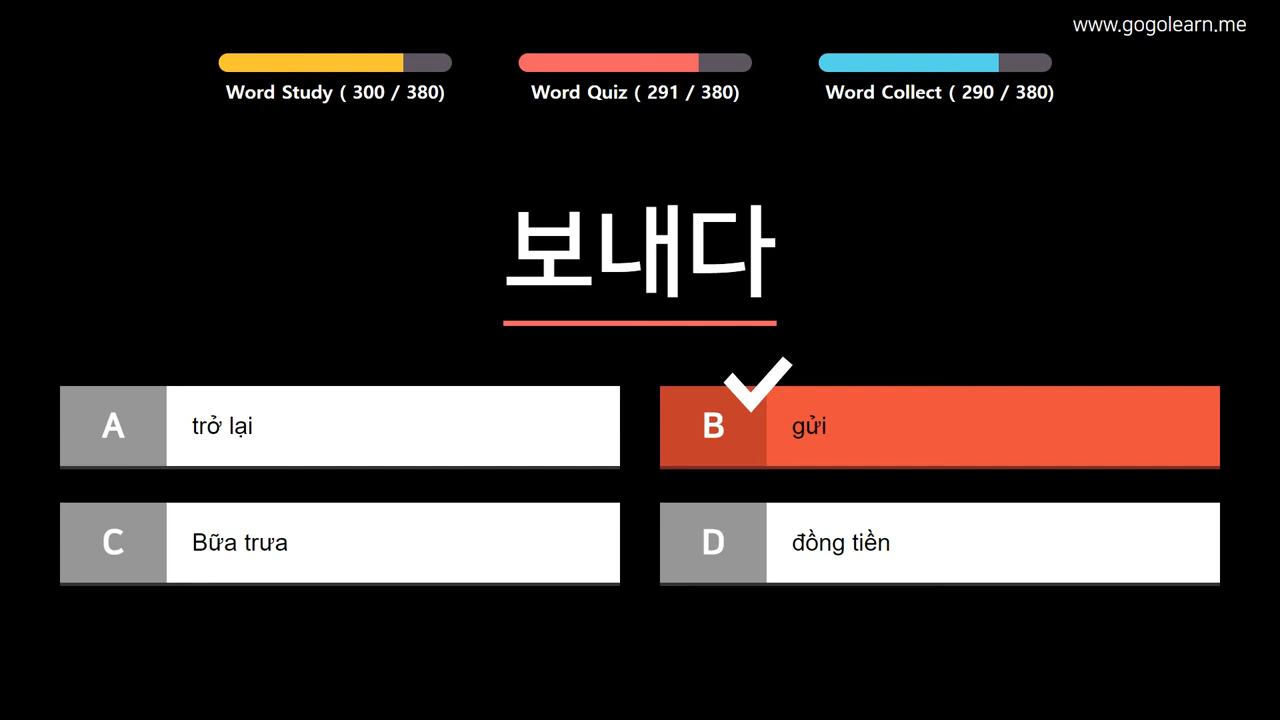 www.gogolearn.me
Word Study ( 300 / 380)
Word Quiz ( 291 / 380)
Word Collect ( 290 / 380)
보내다
A
trở lại
B
gửi
C
Bữa trưa
D
đồng tiền